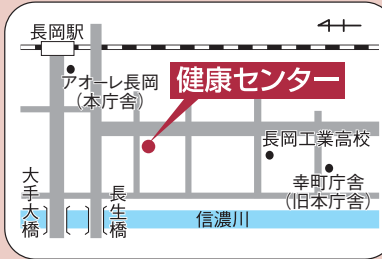 長岡駅
アオーレ長岡
(本庁舎)
健康センター
長岡工業高校
幸町庁舎
(旧本庁舎)
大手大橋
長生橋
信濃川